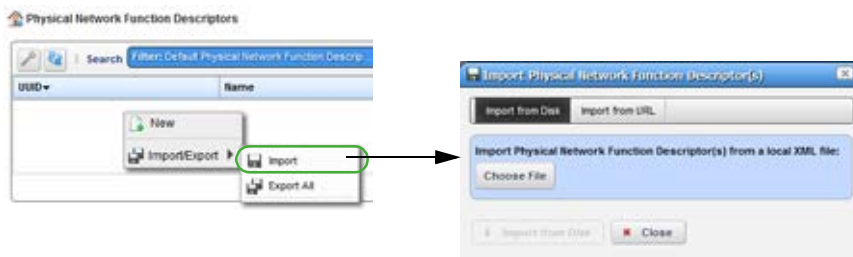 Physical Network Function Descriptors
Search Filter: Default Physical Network Function Descrip
UUID Name
New
Import/Export
Import
Export All
Import Physical Network Function Descriptor(s)
Import from Disk Import from URL
Import Physical Network Function Descriptor(s) from a local XML file:
Choose File
Import from Disk Close